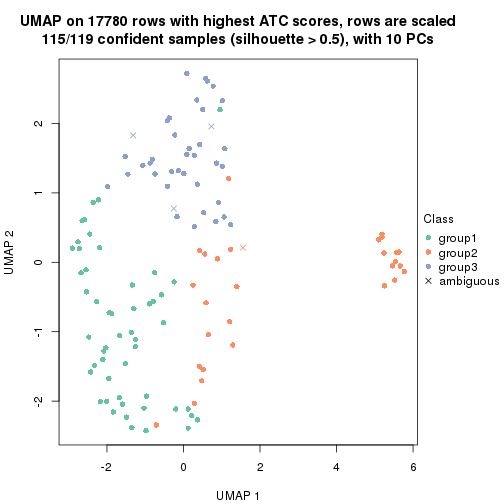 UMAP on 17780 rows with highest ATC scores, rows are scaled
115/119 confident samples (silhouette > 0.5), with 10 PCs
UMAP 2
2
1
0
-1
-2
-2
0
2
4
6
UMAP 1
Class
group1
group2
group3
ambiguous